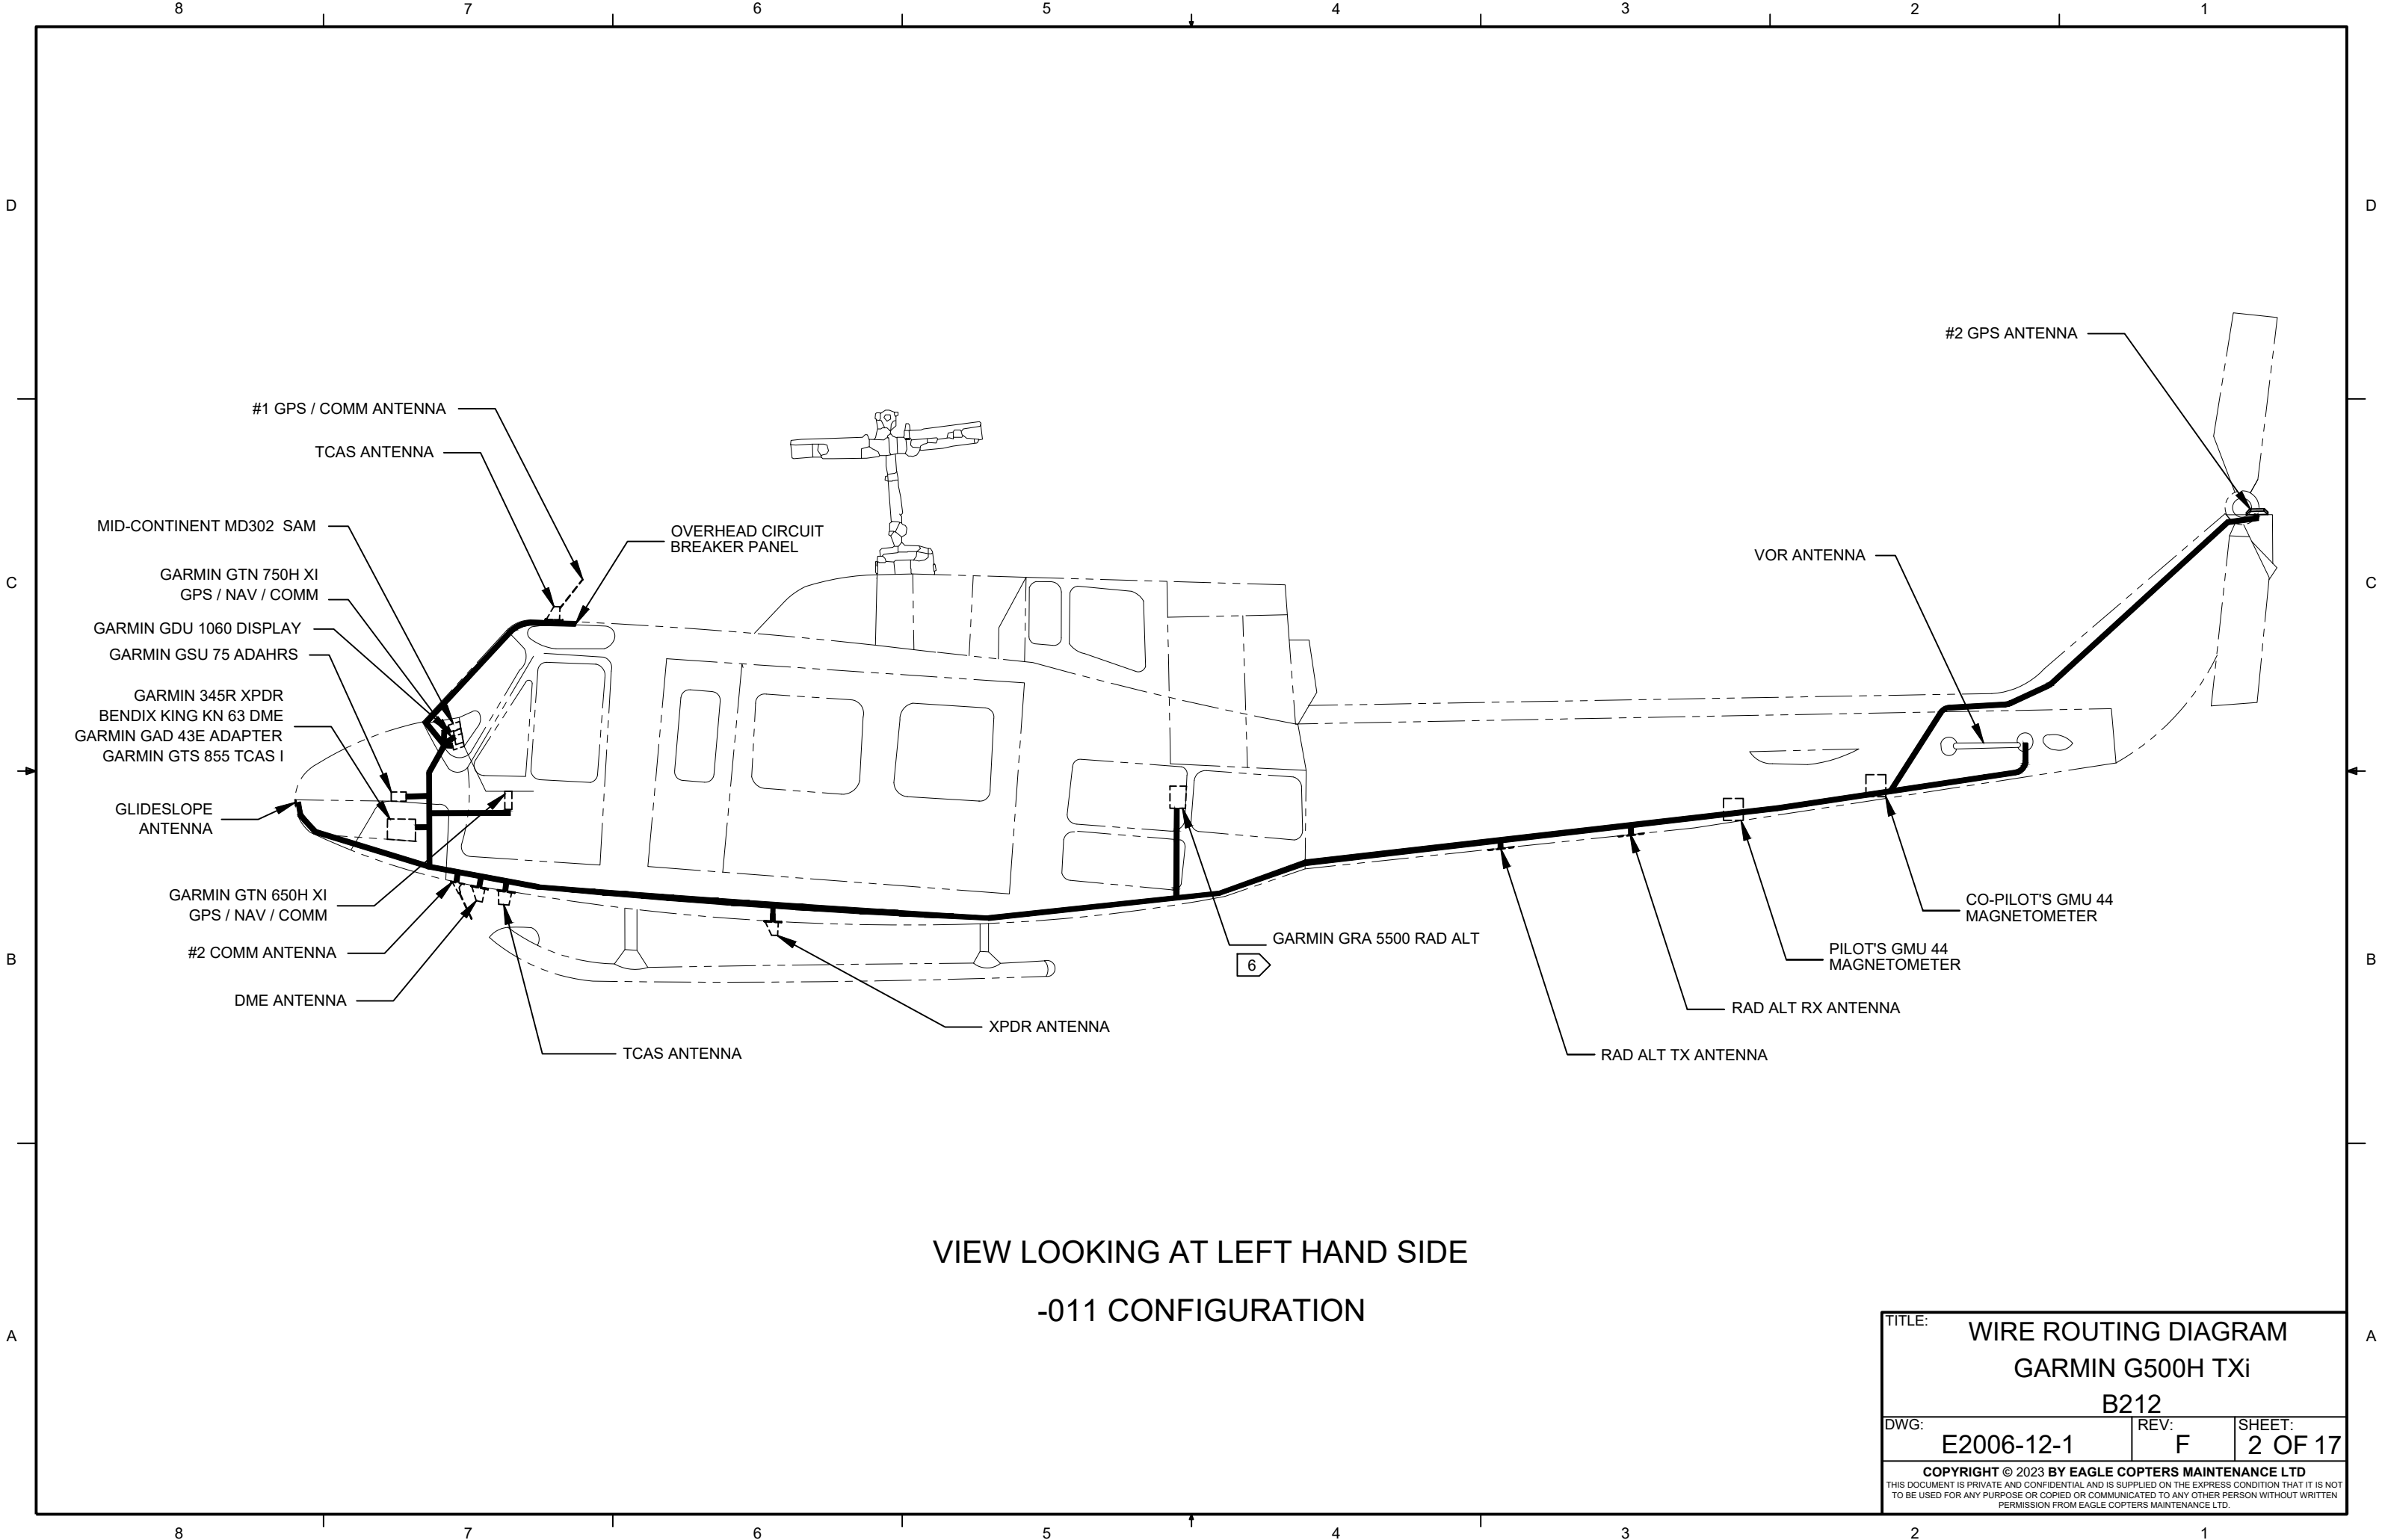 8 7 6 5 4 3 2 1
D D
#2 GPS ANTENNA
#1 GPS / COMM ANTENNA
TCAS ANTENNA
MID-CONTINENT MD302 SAM
OVERHEAD CIRCUIT
BREAKER PANEL
VOR ANTENNA
GARMIN GTN 750H XI
GPS / NAV / COMM
C C
GARMIN GDU 1060 DISPLAY
GARMIN GSU 75 ADAHRS
GARMIN 345R XPDR
BENDIX KING KN 63 DME
GARMIN GAD 43E ADAPTER
GARMIN GTS 855 TCAS I
GLIDESLOPE
ANTENNA
GARMIN GTN 650H XI
GPS / NAV / COMM
CO-PILOT'S GMU 44
MAGNETOMETER
GARMIN GRA 5500 RAD ALT
6
#2 COMM ANTENNA
PILOT'S GMU 44
MAGNETOMETER
B B
DME ANTENNA
RAD ALT RX ANTENNA
XPDR ANTENNA
TCAS ANTENNA
RAD ALT TX ANTENNA
VIEW LOOKING AT LEFT HAND SIDE
-011 CONFIGURATION
A A
TITLE:
WIRE ROUTING DIAGRAM
GARMIN G500H TXi
B212
DWG: REV: SHEET:
E2006-12-1 F 2 OF 17
COPYRIGHT © 2023 BY EAGLE COPTERS MAINTENANCE LTD
THIS DOCUMENT IS PRIVATE AND CONFIDENTIAL AND IS SUPPLIED ON THE EXPRESS CONDITION THAT IT IS NOT
TO BE USED FOR ANY PURPOSE OR COPIED OR COMMUNICATED TO ANY OTHER PERSON WITHOUT WRITTEN
PERMISSION FROM EAGLE COPTERS MAINTENANCE LTD.
8 7 6 5 4 3 2 1